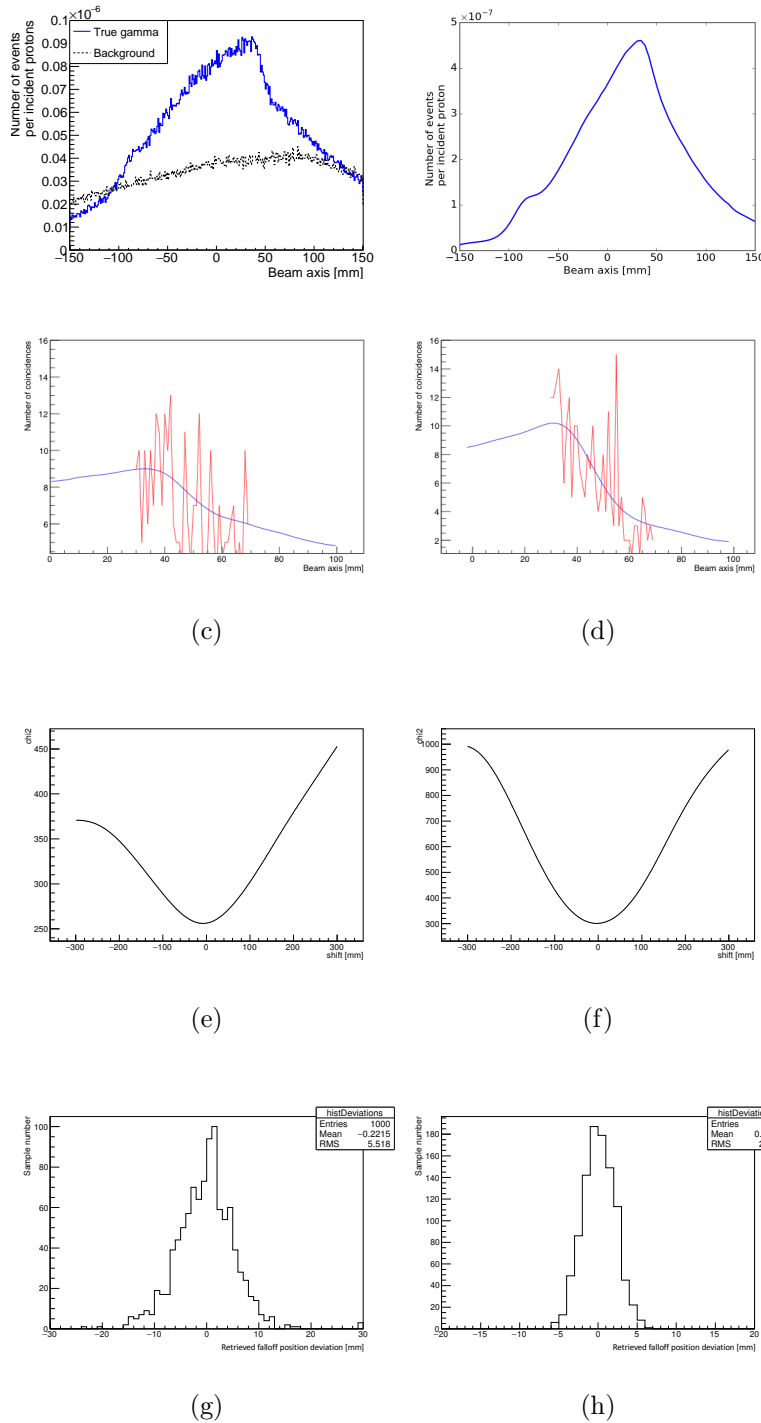 ×10⁻⁶
0.1
0.09
0.08
0.07
0.06
0.05
0.04
0.03
0.02
0.01
0
Number of events
per incident protons
True gamma
Background
−150 −100 −50 0 50 100 150
Beam axis [mm]
1e−7
5
4
3
2
1
0
Number of events
per incident proton
−150 −100 −50 0 50 100 150
Beam axis [mm]
16
14
12
10
8
6
Number of coincidences
0 20 40 60 80 100
Beam axis [mm]
16
14
12
10
8
6
4
2
Number of coincidences
0 20 40 60 80 100
Beam axis [mm]
(c) (d)
450
400
350
300
250
chi2
−300 −200 −100 0 100 200 300
shift [mm]
1000
900
800
700
600
500
400
300
chi2
−300 −200 −100 0 100 200 300
shift [mm]
(e) (f)
100
80
60
40
20
0
Sample number
histDeviations
Entries 1000
Mean −0.2215
RMS 5.518
−30 −20 −10 0 10 20 30
Retrieved falloff position deviation [mm]
180
160
140
120
100
80
60
40
20
0
Sample number
histDeviatio
Entries
Mean 0.
RMS 2
−20 −15 −10 −5 0 5 10 15 20
Retrieved falloff position deviation [mm]
(g) (h)